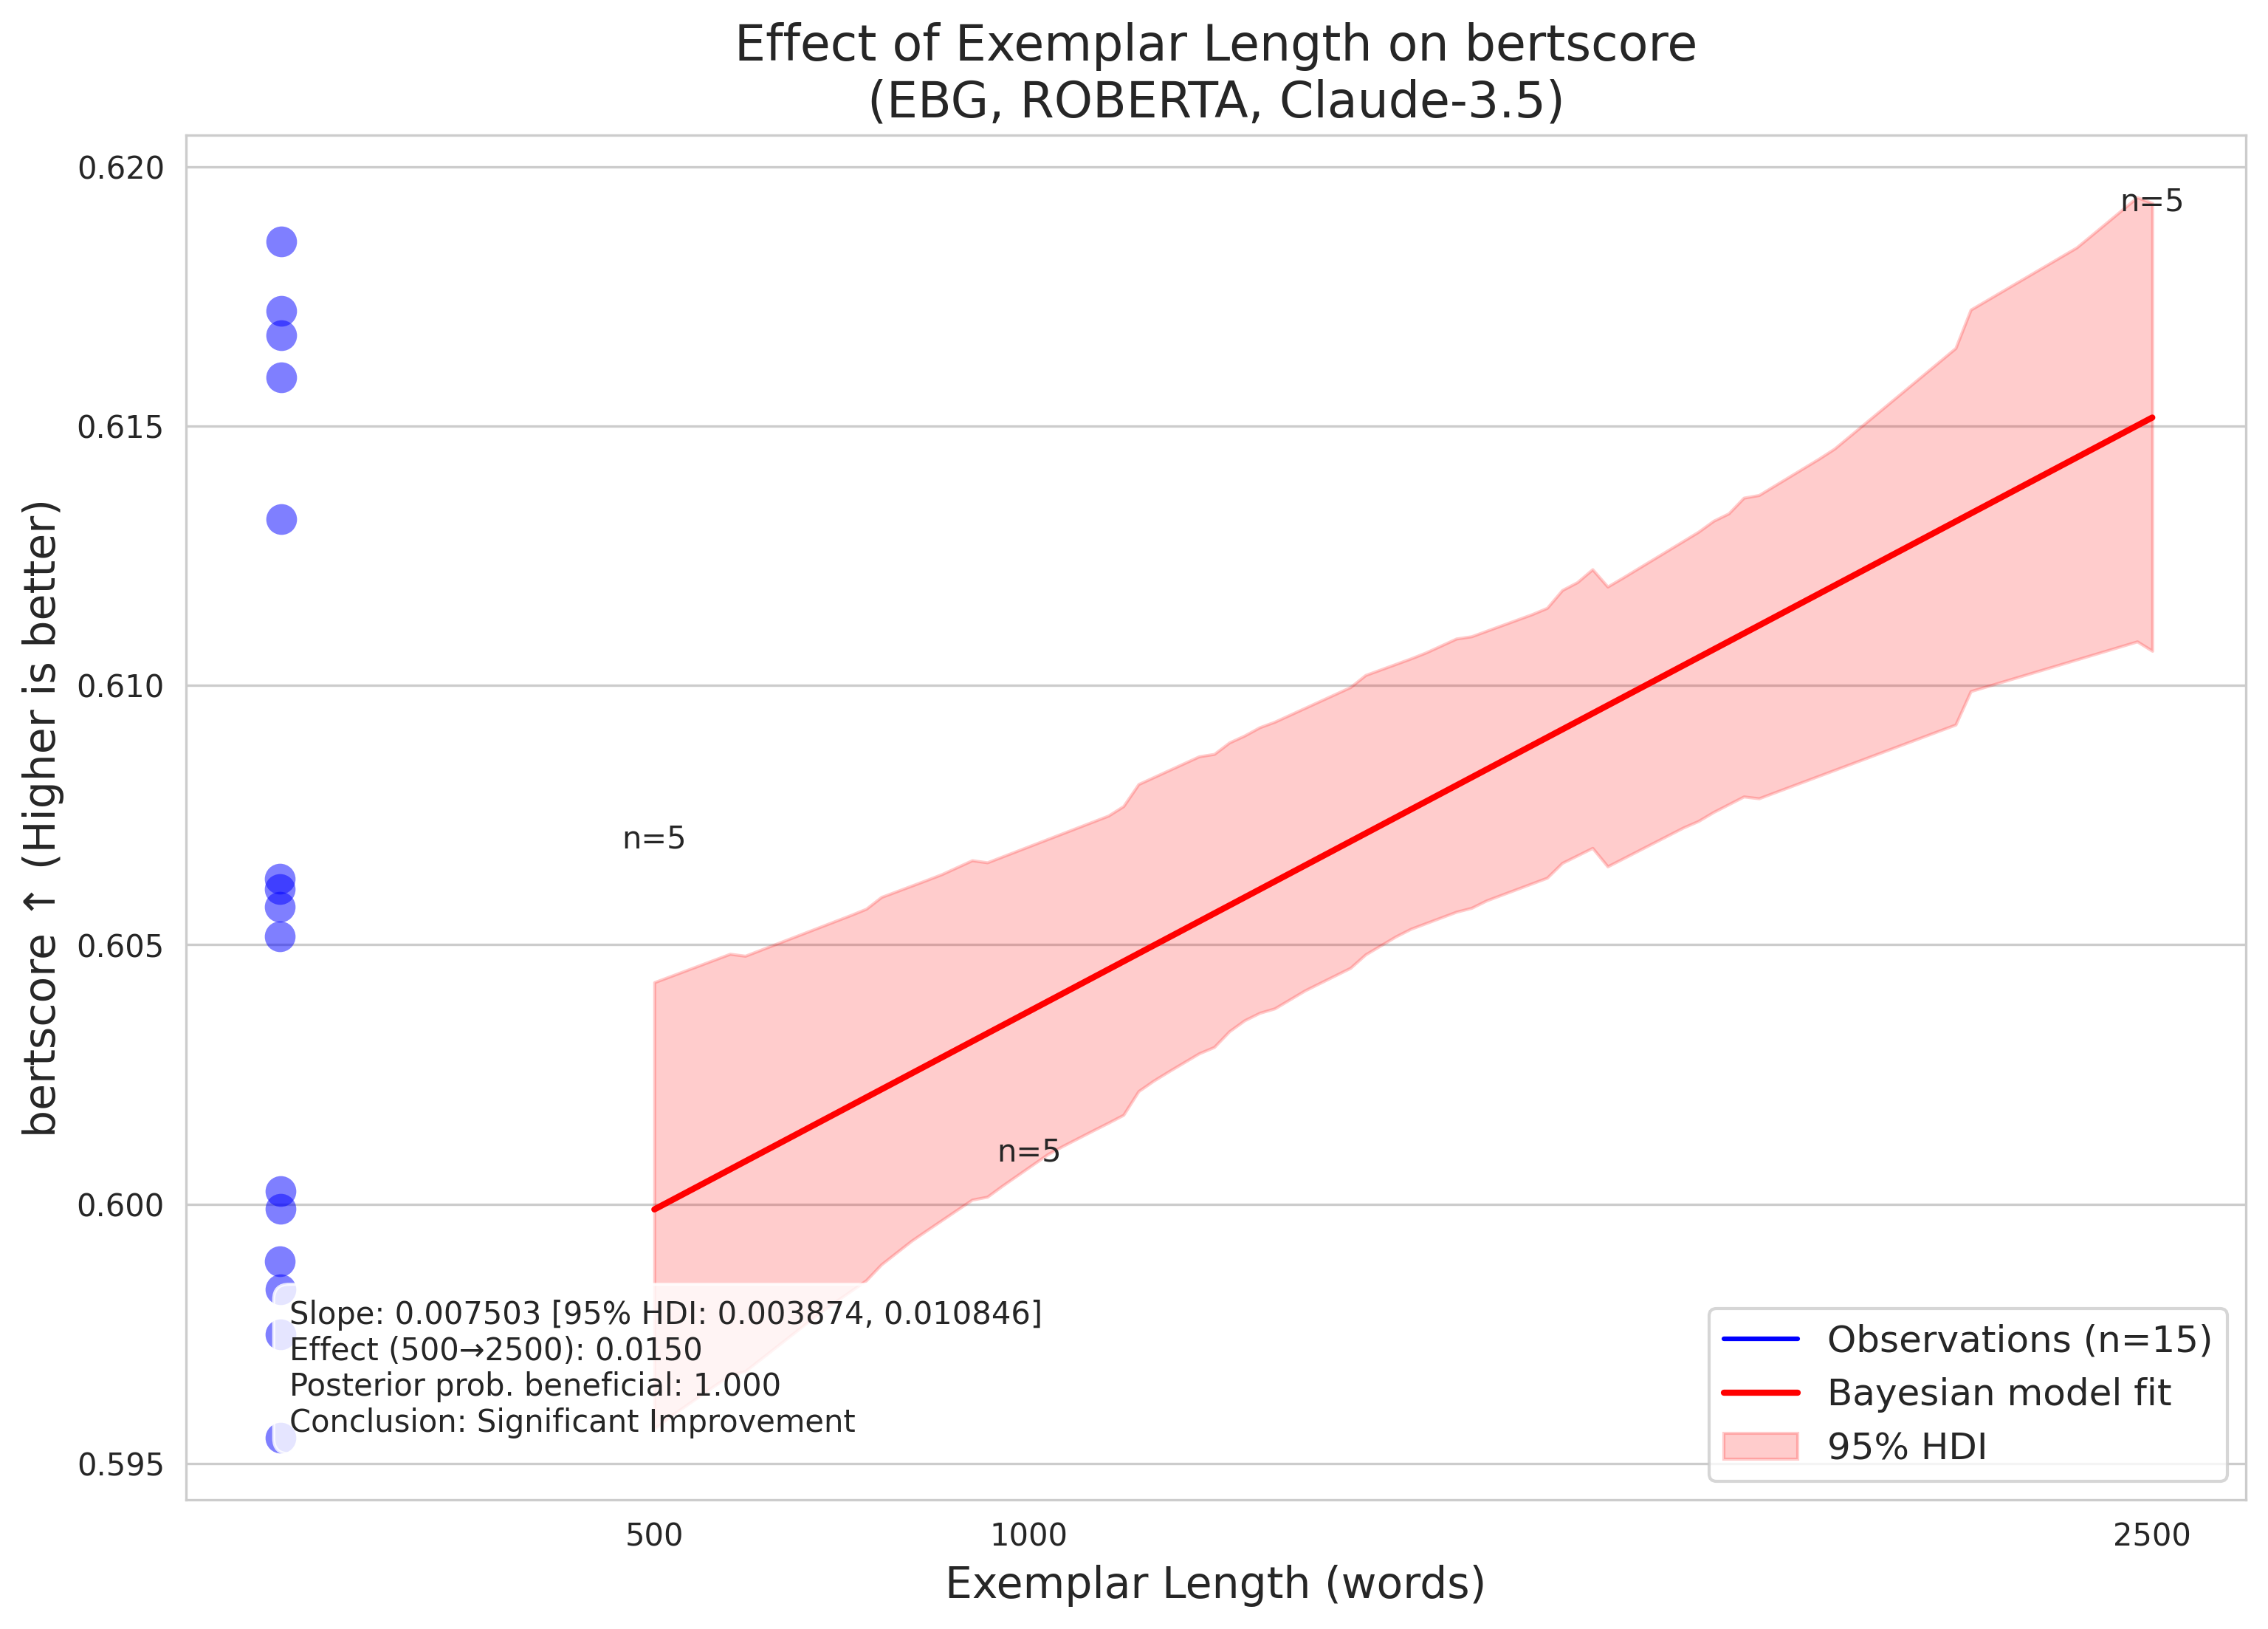 Effect of Exemplar Length on bertscore
(EBG, ROBERTA, Claude-3.5)
bertscore ↑ (Higher is better)
0.620
0.615
0.610
0.605
0.600
0.595
n=5
n=5
n=5
Slope: 0.007503 [95% HDI: 0.003874, 0.010846]
Effect (500→2500): 0.0150
Posterior prob. beneficial: 1.000
Conclusion: Significant Improvement
Observations (n=15)
Bayesian model fit
95% HDI
500
1000
2500
Exemplar Length (words)